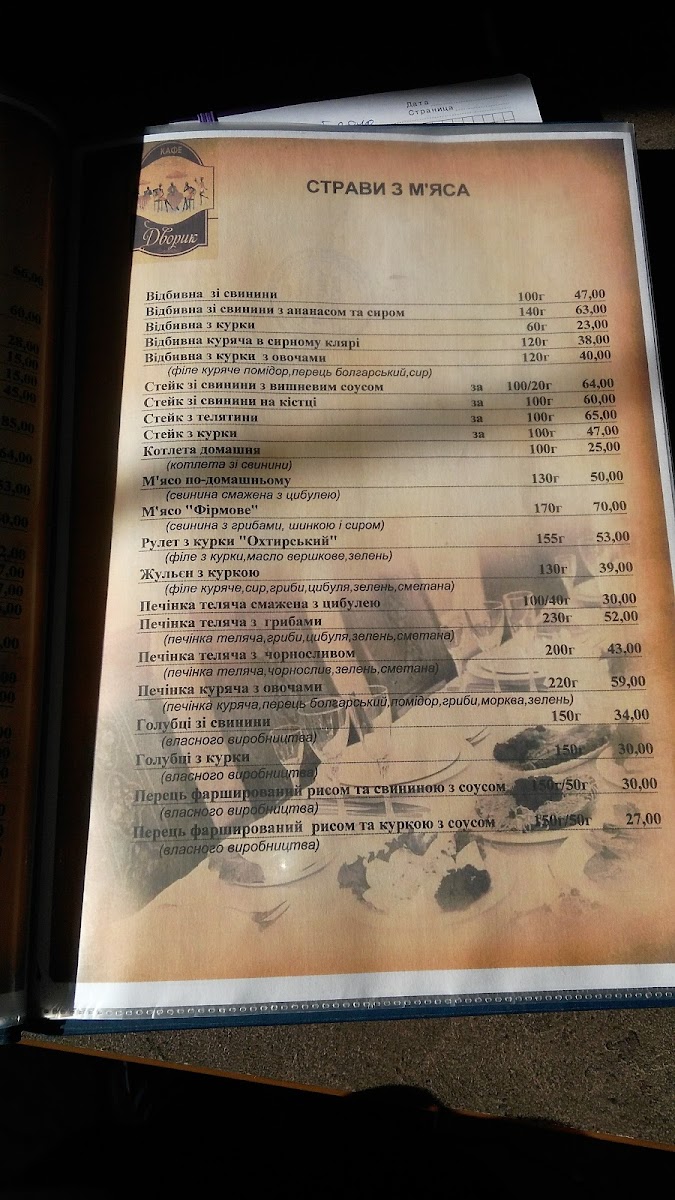 Дата
Страница
КАФЕ
Дворик
СТРАВИ З М'ЯСА
Відбивна зі свинини 100г 47,00
Відбивна зі свинини з ананасом та сиром 140г 63,00
Відбивна з курки 60г 23,00
Відбивна куряча в сирному клярі 120г 38,00
Відбивна з курки з овочами 120г 40,00
(філе куряче помідор,перець болгарський,сир)
Стейк зі свинини з вишневим соусом за 100/20г 64,00
Стейк зі свинини на кістці за 100г 60,00
Стейк з телятини за 100г 65,00
Стейк з курки за 100г 47,00
Котлета домашия 100г 25,00
(котлета зі свинини)
М'ясо по-домашньому 130г 50,00
(свинина смажена з цибулею)
М'ясо "Фірмове" 170г 70,00
(свинина з грибами, шинкою і сиром)
Рулет з курки "Охтирський" 155г 53,00
(філе з курки,масло вершкове,зелень)
Жульєн з куркою 130г 39,00
(філе куряче,сир,гриби,цибуля,зелень,сметана)
Печінка теляча смажена з цибулею 100/40г 30,00
Печінка теляча з грибами 230г 52,00
(печінка теляча,гриби,цибуля,зелень,сметана)
Печінка теляча з чорносливом 200г 43,00
(печінка теляча,чорнослив,зелень,сметана)
Печінка куряча з овочами 220г 59,00
(печінка куряча,перець болгарський,помідор,гриби,морква,зелень)
Голубці зі свинини 150г 34,00
(власного виробництва)
Голубці з курки 150г 30,00
(власного виробництва)
Перець фарширований рисом та свининою з соусом 150г/50г 30,00
(власного виробництва)
Перець фарширований рисом та куркою з соусом 150г/50г 27,00
(власного виробництва)